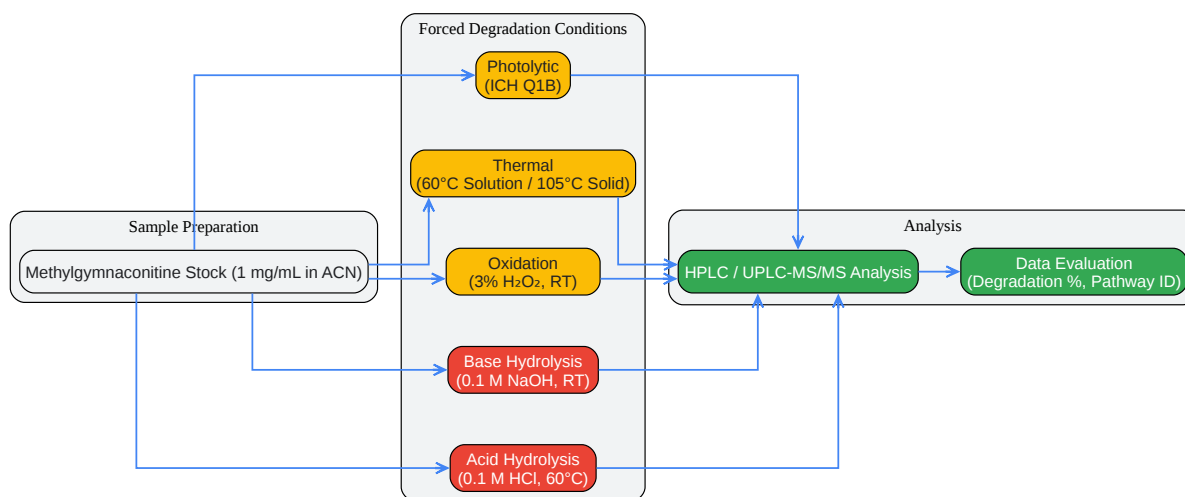 Forced Degradation Conditions
Photolytic
(ICH Q1B)
Thermal
(60°C Solution / 105°C Solid)
Sample Preparation
Methylgymnaconitine Stock (1 mg/mL in ACN)
Oxidation
(3% H₂O₂, RT)
Base Hydrolysis
(0.1 M NaOH, RT)
Acid Hydrolysis
(0.1 M HCl, 60°C)
Analysis
HPLC / UPLC-MS/MS Analysis
Data Evaluation
(Degradation %, Pathway ID)